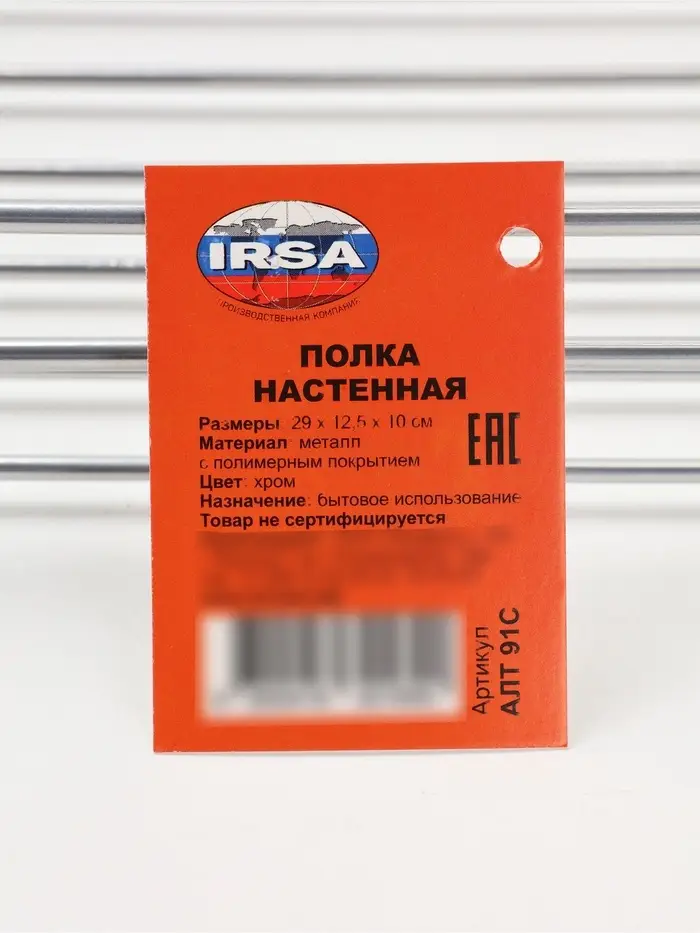 IRSA
ПРОИЗВОДСТВЕННАЯ КОМПАНИЯ
ПОЛКА
НАСТЕННАЯ
Размеры: 29 x 12,5 x 10 см
Материал: металл
с полимерным покрытием
Цвет: хром
Назначение: бытовое использование
Товар не сертифицируется
EAC
Артикул
АЛТ 91С